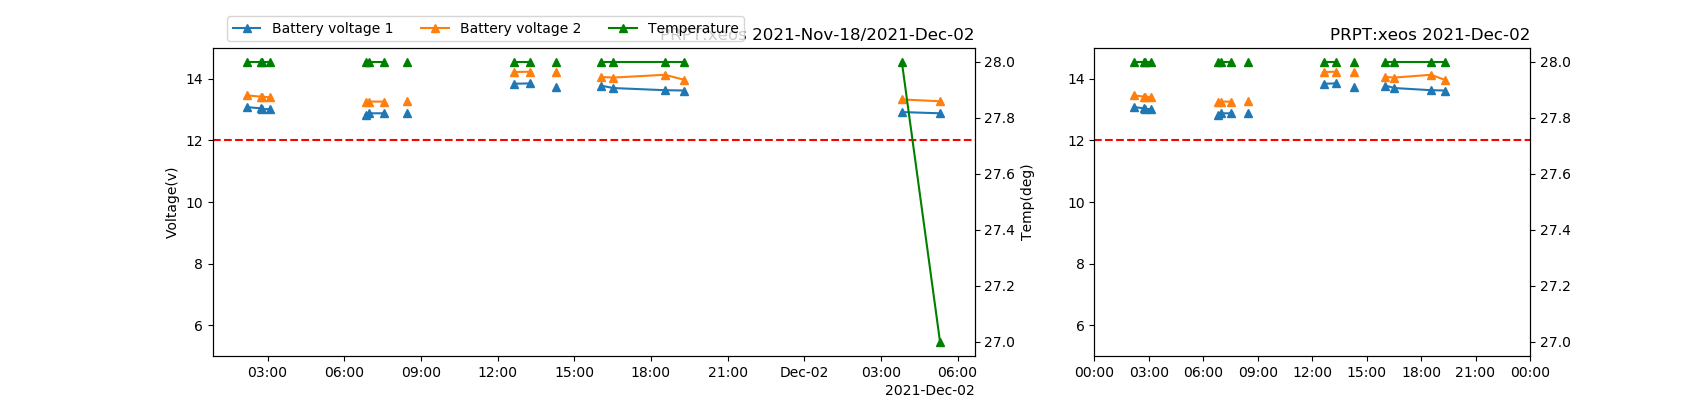 Battery voltage 1 Battery voltage 2 Temperature
PRPT:xeos 2021-Nov-18/2021-Dec-02
PRPT:xeos 2021-Dec-02
14
12
10
8
6
Voltage(v)
28.0
27.8
27.6
27.4
27.2
27.0
Temp(deg)
03:00 06:00 09:00 12:00 15:00 18:00 21:00 Dec-02 03:00 06:00
2021-Dec-02
14
12
10
8
6
28.0
27.8
27.6
27.4
27.2
27.0
00:00 03:00 06:00 09:00 12:00 15:00 18:00 21:00 00:00